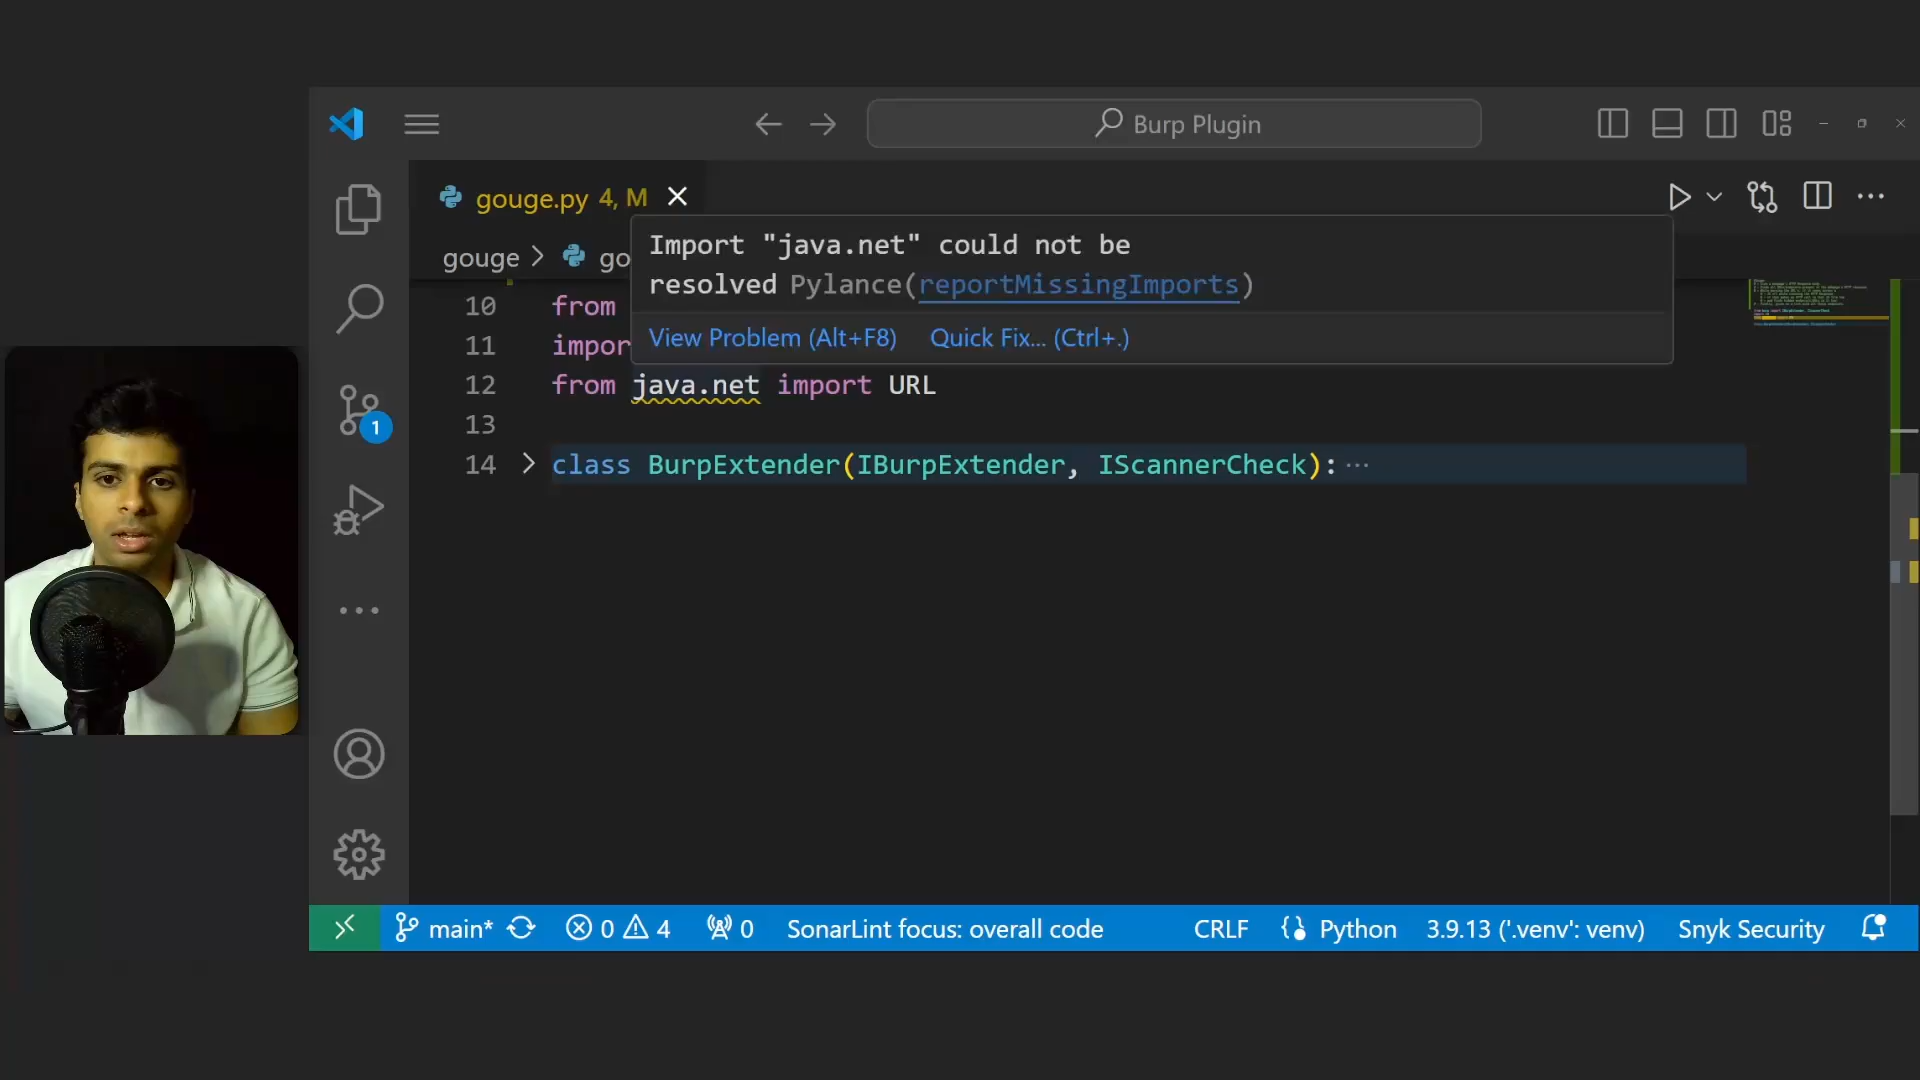 Burp Plugin
gouge.py 4, M
gouge > go
Import "java.net" could not be
resolved Pylance(reportMissingImports)
View Problem (Alt+F8) Quick Fix... (Ctrl+.)
10 from
11 impor
12 from java.net import URL
13
14 class BurpExtender(IBurpExtender, IScannerCheck): ···
1
main* 0 4 0 SonarLint focus: overall code CRLF Python 3.9.13 ('.venv': venv) Snyk Security